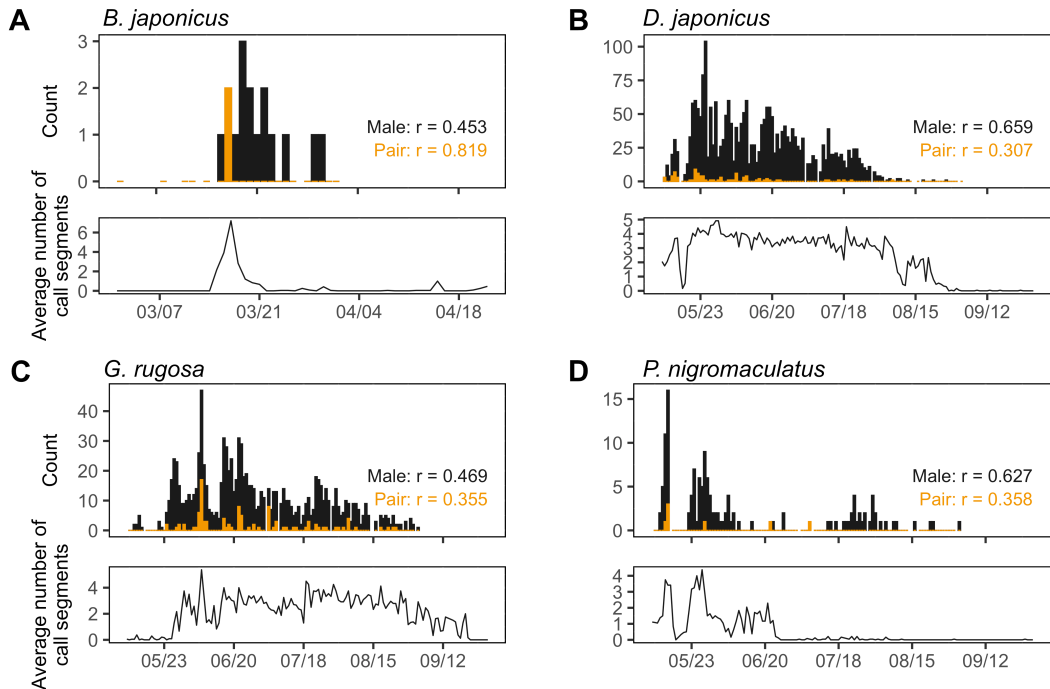 A B. japonicus
3
2
1
0
Count
Male: r = 0.453
Pair: r = 0.819
6
4
2
0
Average number of
call segments
03/07 03/21 04/04 04/18
B D. japonicus
100
75
50
25
0
Male: r = 0.659
Pair: r = 0.307
5
4
3
2
1
0
05/23 06/20 07/18 08/15 09/12
C G. rugosa
40
30
20
10
0
Count
Male: r = 0.469
Pair: r = 0.355
4
2
0
Average number of
call segments
05/23 06/20 07/18 08/15 09/12
D P. nigromaculatus
15
10
5
0
Male: r = 0.627
Pair: r = 0.358
4
3
2
1
0
05/23 06/20 07/18 08/15 09/12